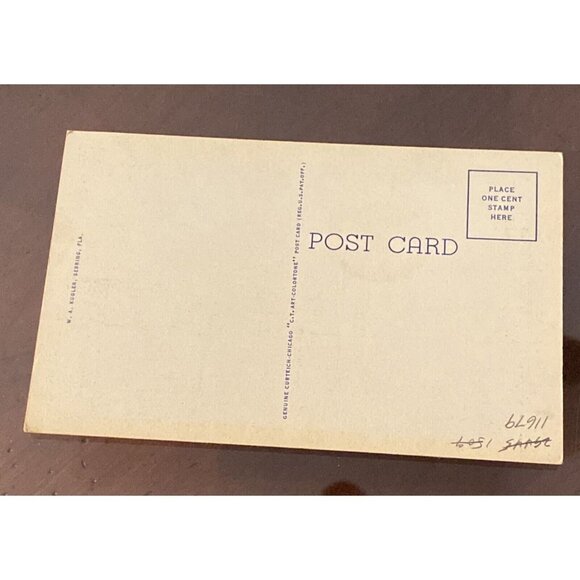 W. A. KUGLER, SEBRING, FLA.
GENUINE CURTEICH-CHICAGO "C.T. ART-COLORTONE" POST CARD (REG. U.S. PAT. OFF.)
POST CARD
PLACE
ONE CENT
STAMP
HERE
11679